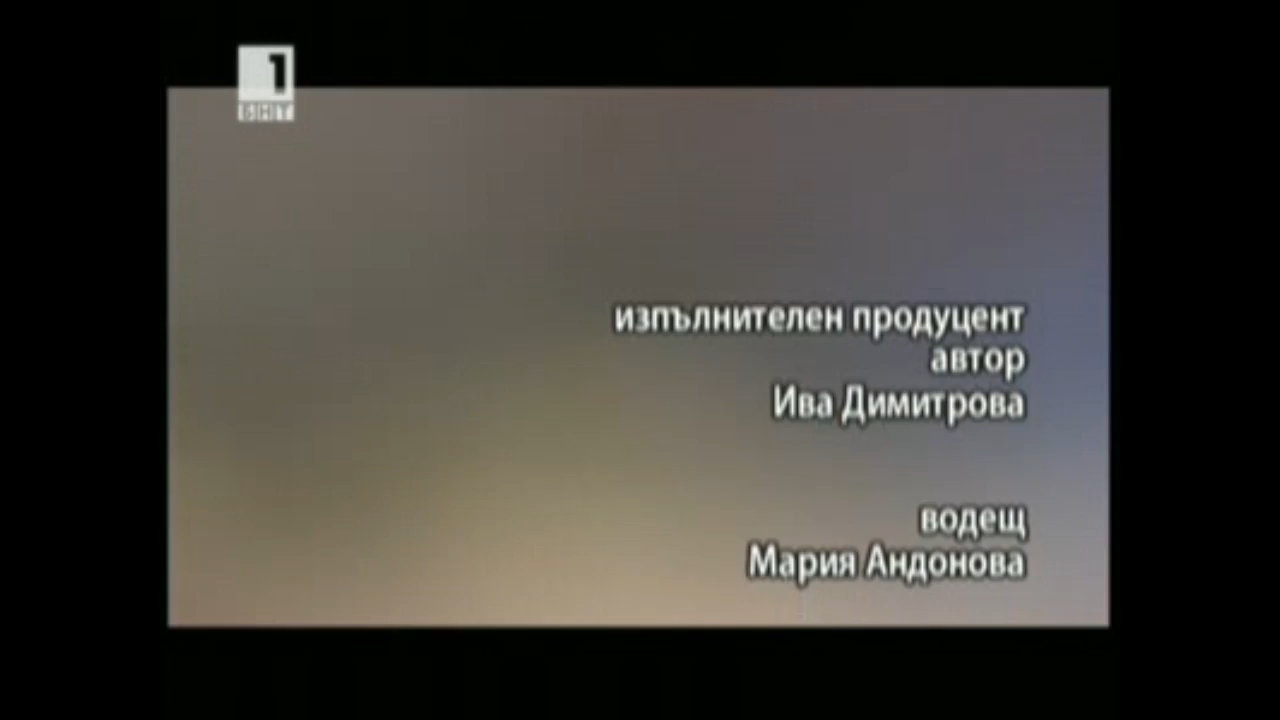 1
БНТ
изпълнителен продуцент
автор
Ива Димитрова
водещ
Мария Андонова